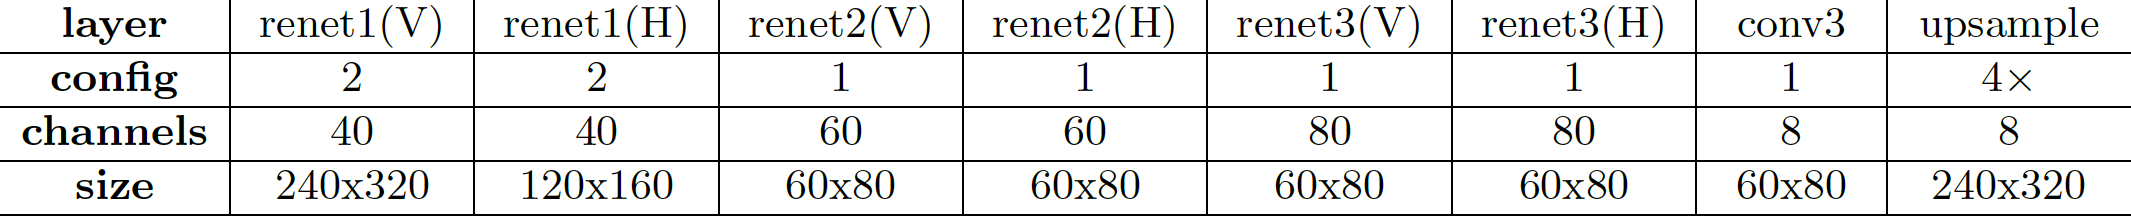 layer renet1(V) renet1(H) renet2(V) renet2(H) renet3(V) renet3(H) conv3 upsample
config 2 2 1 1 1 1 1 4×
channels 40 40 60 60 80 80 8 8
size 240x320 120x160 60x80 60x80 60x80 60x80 60x80 240x320